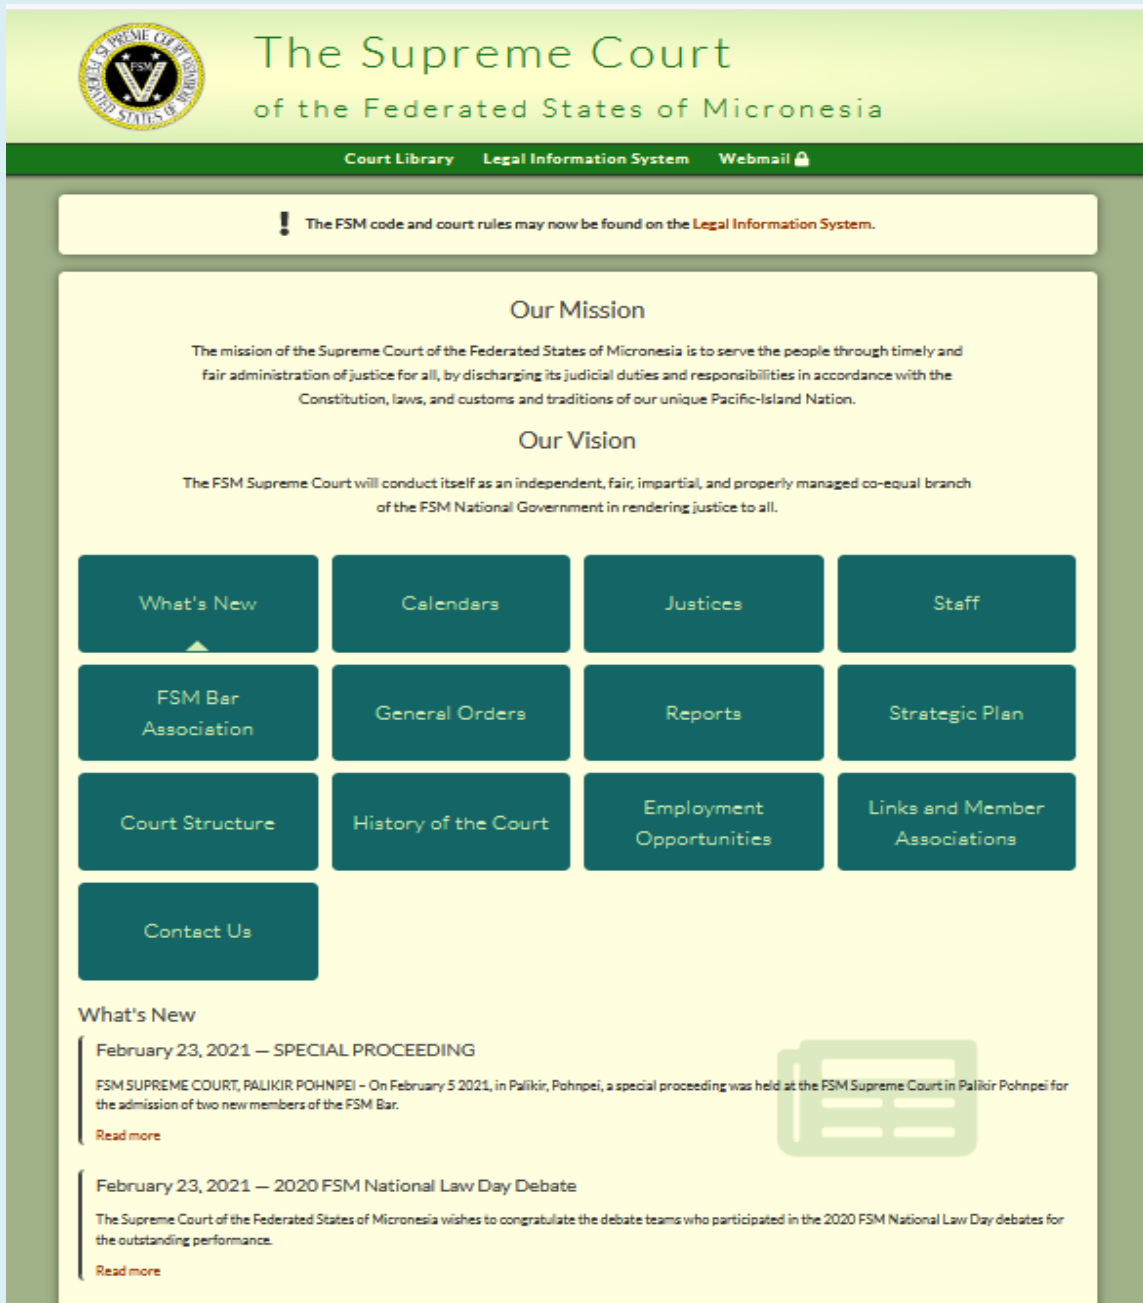 SUPREME COURT
FEDERATED STATES OF MICRONESIA
FSM
The Supreme Court
of the Federated States of Micronesia
Court Library Legal Information System Webmail
The FSM code and court rules may now be found on the Legal Information System.
Our Mission
The mission of the Supreme Court of the Federated States of Micronesia is to serve the people through timely and
fair administration of justice for all, by discharging its judicial duties and responsibilities in accordance with the
Constitution, laws, and customs and traditions of our unique Pacific-Island Nation.
Our Vision
The FSM Supreme Court will conduct itself as an independent, fair, impartial, and properly managed co-equal branch
of the FSM National Government in rendering justice to all.
What's New
Calendars
Justices
Staff
FSM Bar
Association
General Orders
Reports
Strategic Plan
Court Structure
History of the Court
Employment
Opportunities
Links and Member
Associations
Contact Us
What's New
February 23, 2021 — SPECIAL PROCEEDING
FSM SUPREME COURT, PALIKIR POHNPEI – On February 5 2021, in Palikir, Pohnpei, a special proceeding was held at the FSM Supreme Court in Palikir Pohnpei for
the admission of two new members of the FSM Bar.
Read more
February 23, 2021 — 2020 FSM National Law Day Debate
The Supreme Court of the Federated States of Micronesia wishes to congratulate the debate teams who participated in the 2020 FSM National Law Day debates for
the outstanding performance.
Read more